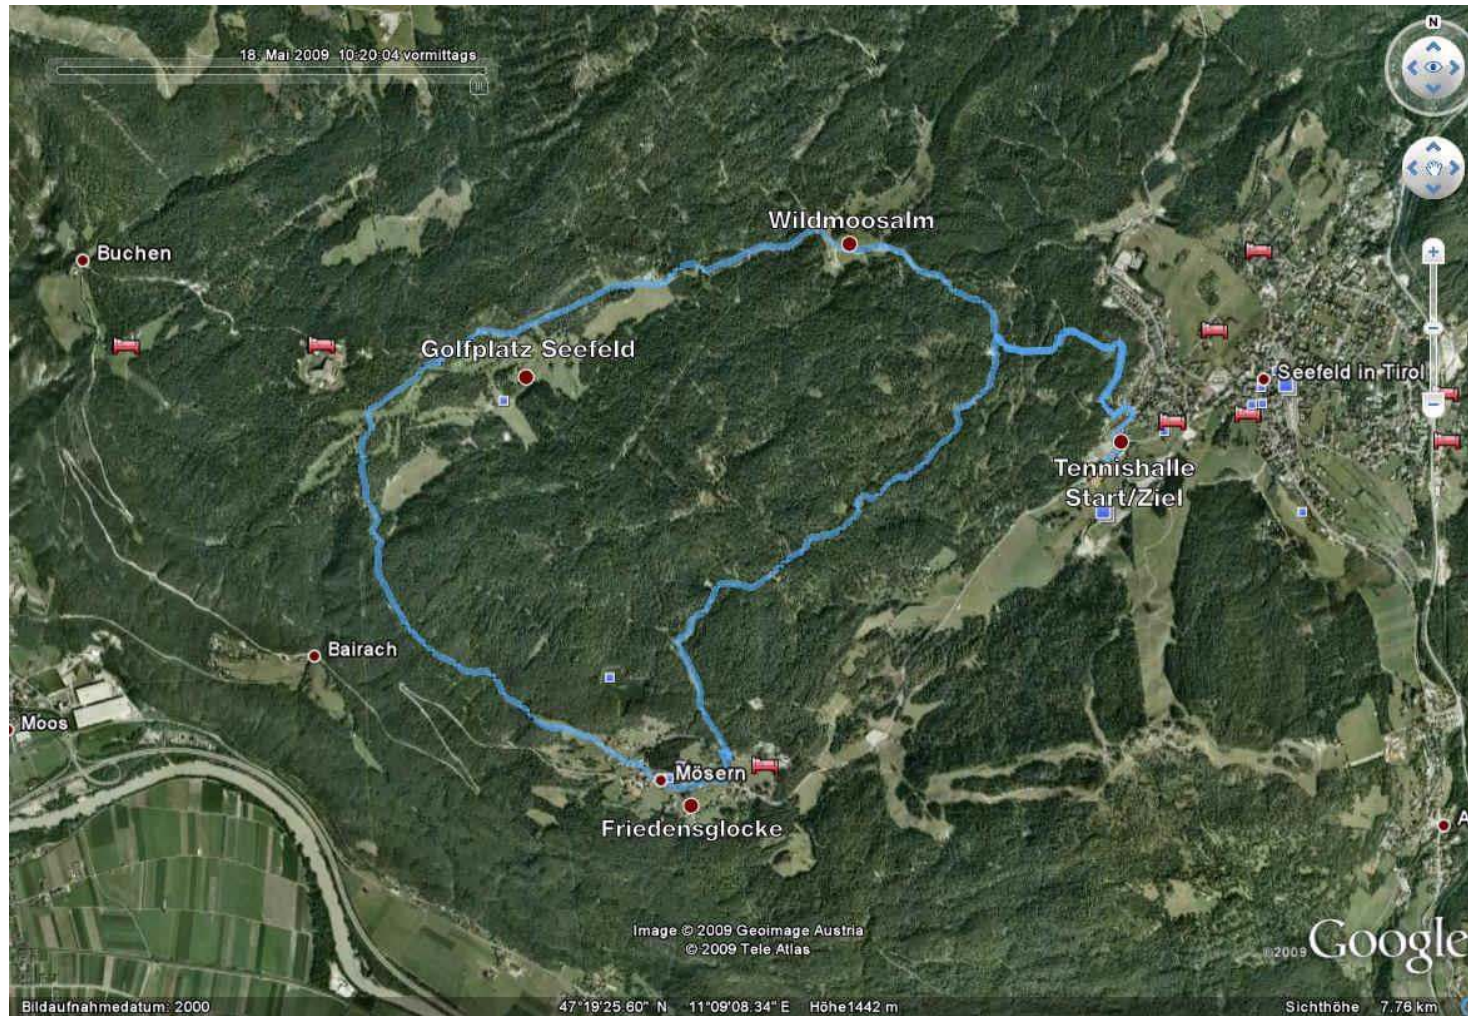 18. Mai 2009 10:20:04 vormittags
N
Wildmoosalm
Buchen
Golfplatz Seefeld
Seefeld in Tirol
Tennishalle
Start/Ziel
Bairach
Moos
Mösern
Friedensglocke
A
Image © 2009 Geoimage Austria
© 2009 Tele Atlas
©2009 Google
Bildaufnahmedatum: 2000
47°19'25.60" N 11°09'08.34" E Höhe1442 m
Sichthöhe 7.76 km